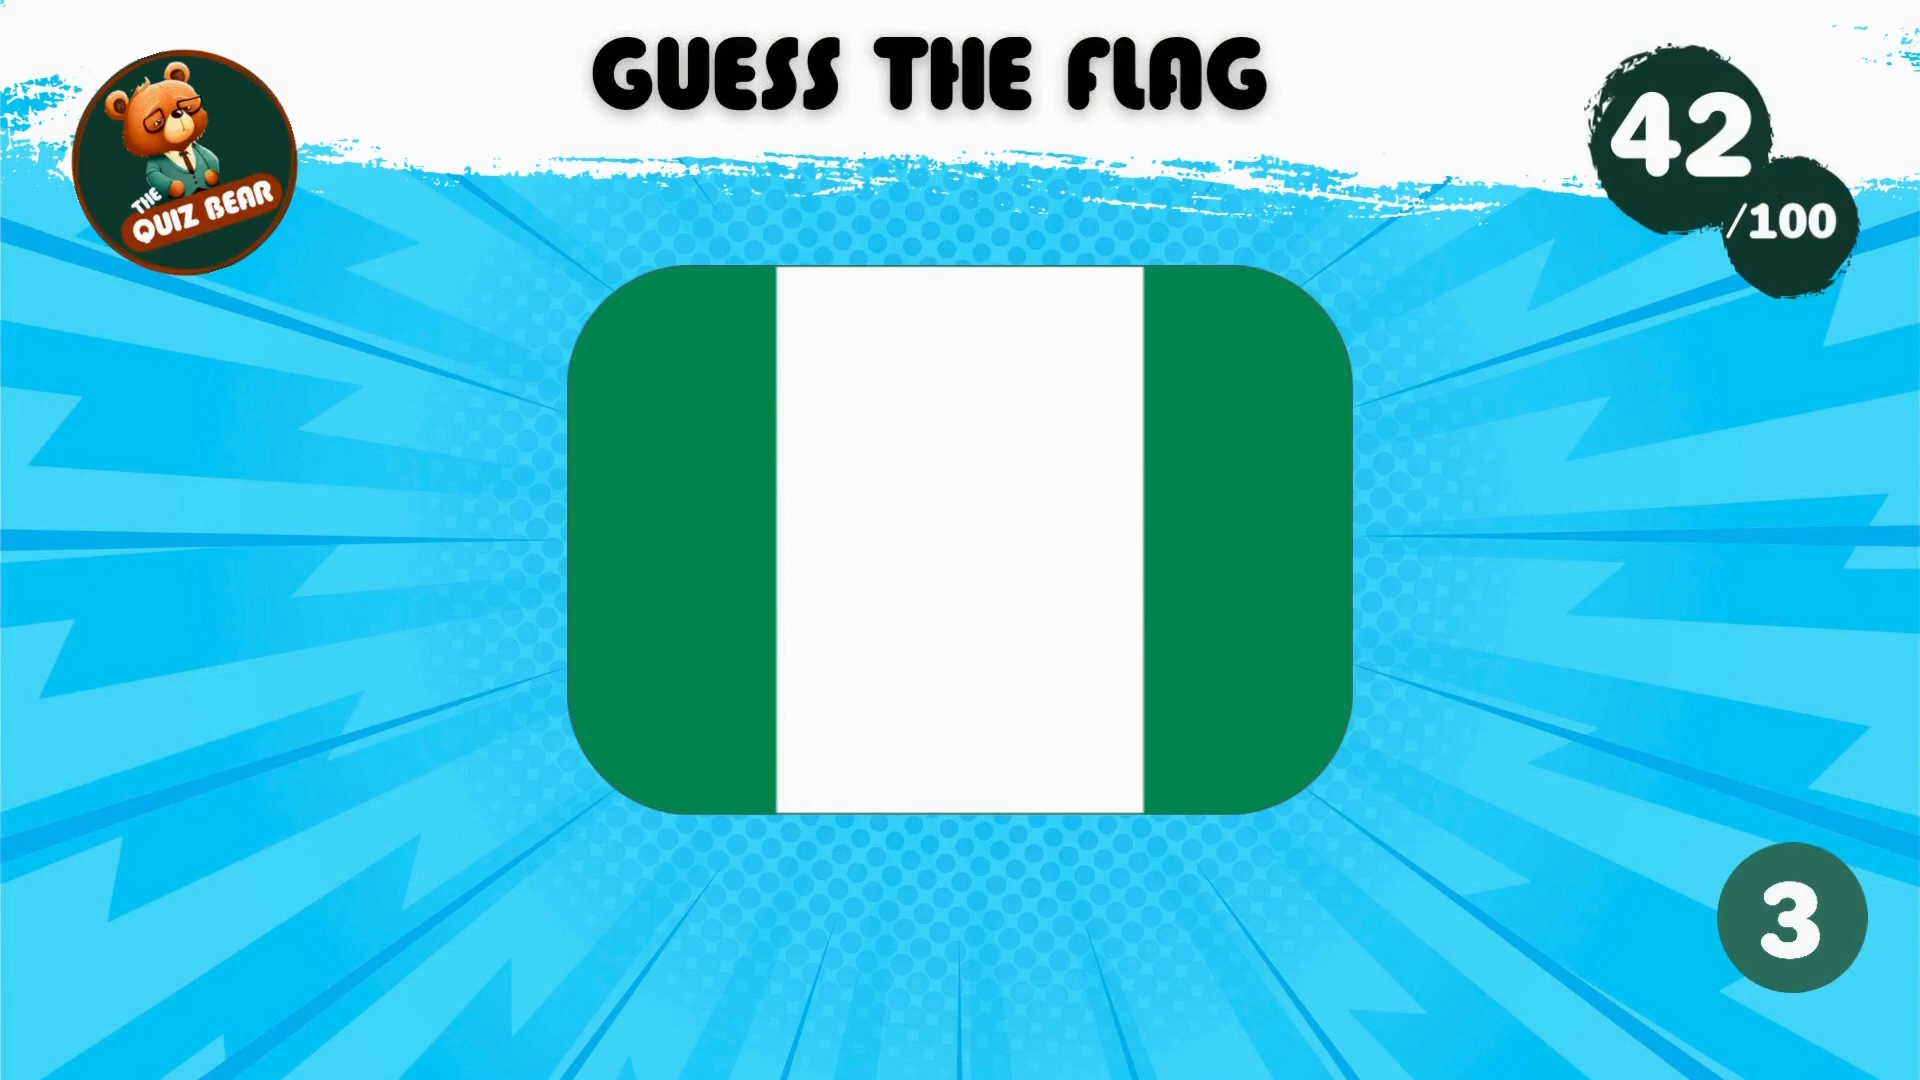 GUESS THE FLAG
42
/100
THE
QUIZ BEAR
3